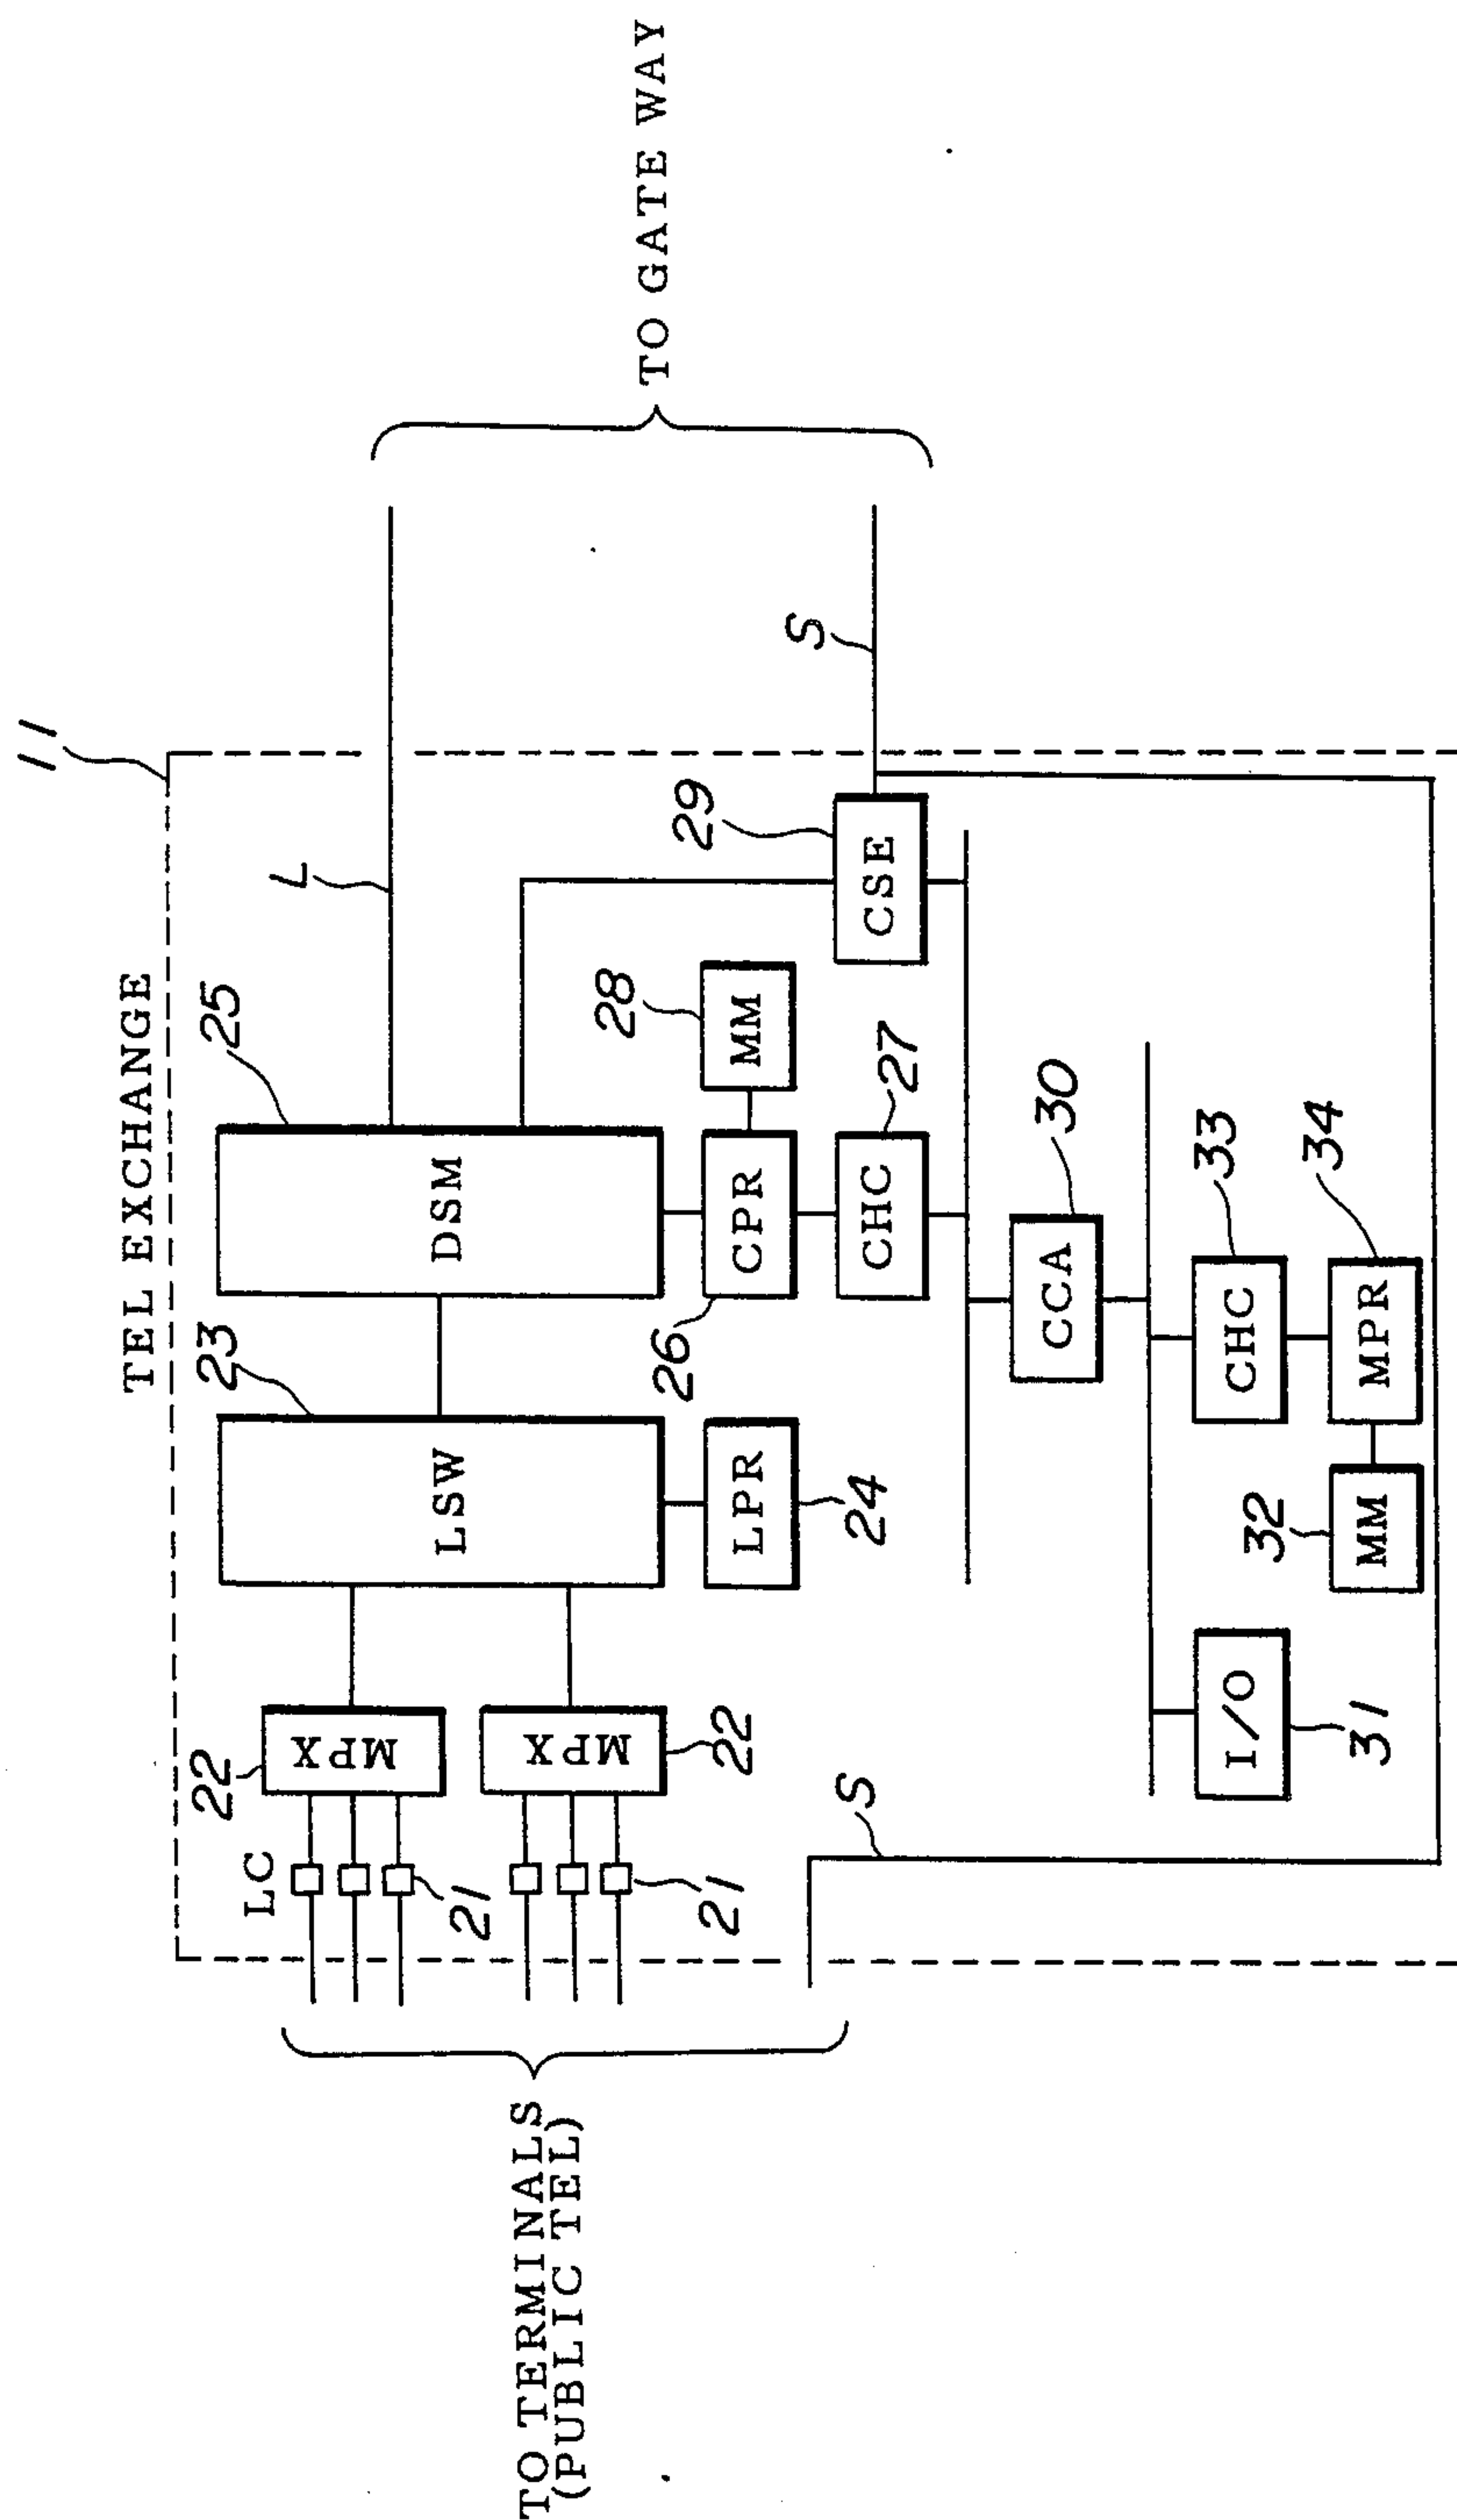 11
TEL EXCHANGE
LC
22
MPX
21
22
MPX
21
23
LSW
24
LPR
25
DSM
L
26
CPR
28
MM
CHC
27
29
CSE
S
TO GATE WAY
CCA
30
S
I/O
31
CHC
33
32
MM
MPR
34
TO TERMINALS
(PUBLIC TEL)